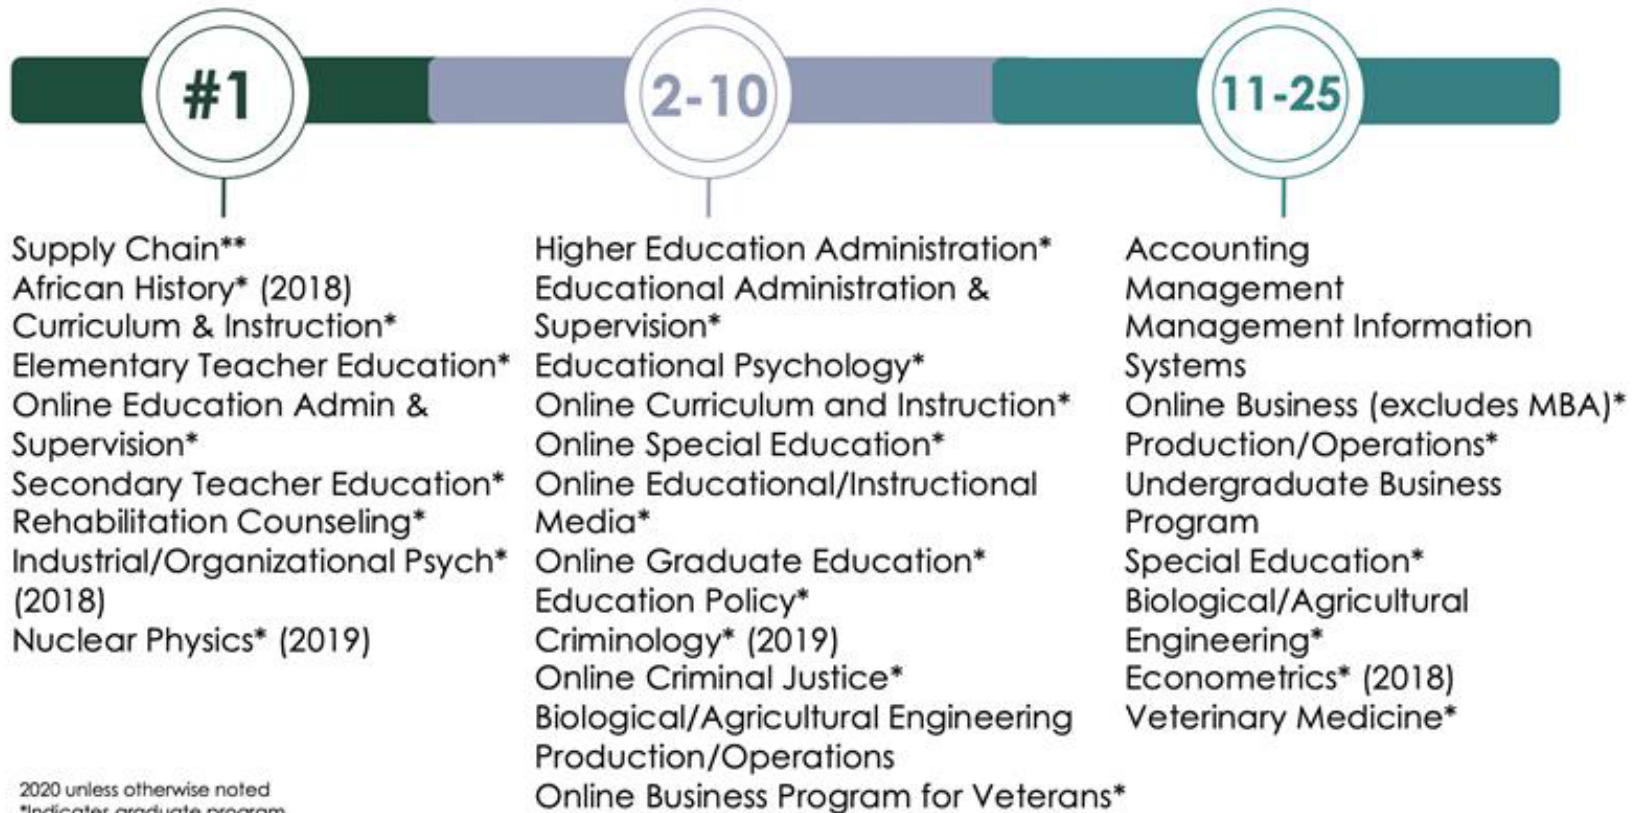 #1
Supply Chain**
African History* (2018)
Curriculum & Instruction*
Elementary Teacher Education*
Online Education Admin &
Supervision*
Secondary Teacher Education*
Rehabilitation Counseling*
Industrial/Organizational Psych*
(2018)
Nuclear Physics* (2019)
2-10
Higher Education Administration*
Educational Administration &
Supervision*
Educational Psychology*
Online Curriculum and Instruction*
Online Special Education*
Online Educational/Instructional
Media*
Online Graduate Education*
Education Policy*
Criminology* (2019)
Online Criminal Justice*
Biological/Agricultural Engineering
Production/Operations
Online Business Program for Veterans*
11-25
Accounting
Management
Management Information
Systems
Online Business (excludes MBA)*
Production/Operations*
Undergraduate Business
Program
Special Education*
Biological/Agricultural
Engineering*
Econometrics* (2018)
Veterinary Medicine*
2020 unless otherwise noted
*Indicates graduate program